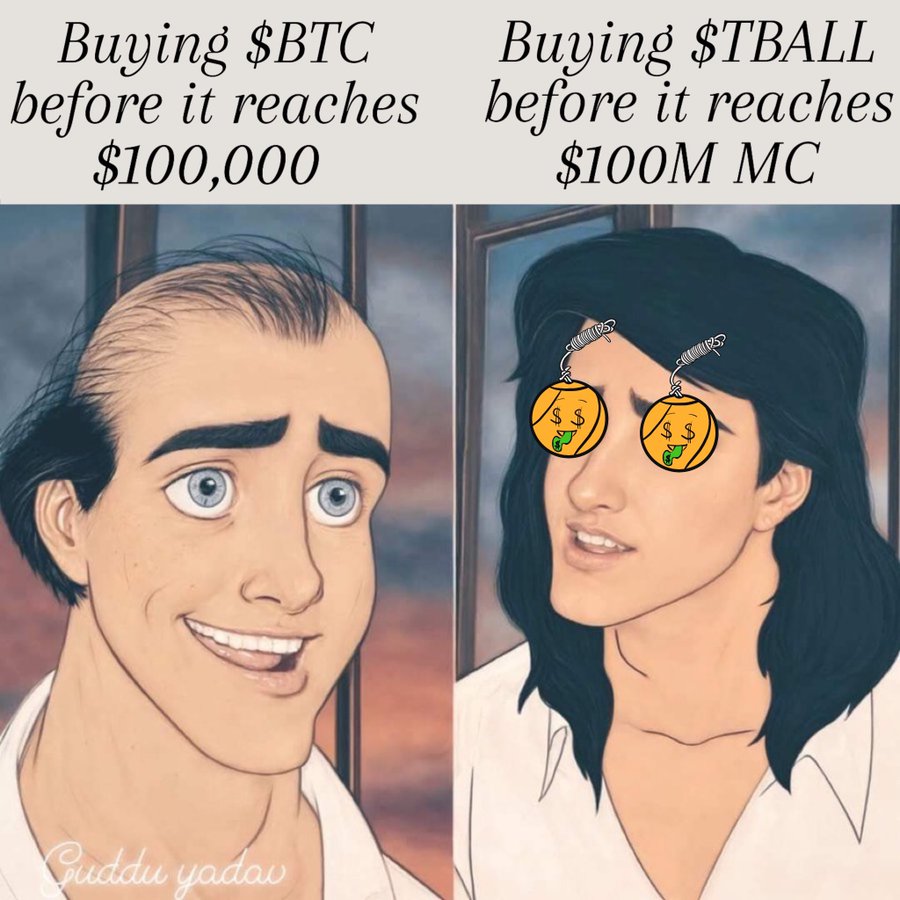 Buying $BTC
before it reaches
$100,000
Buying $TBALL
before it reaches
$100M MC
$ $
$
$ $
$
Guddu yadav